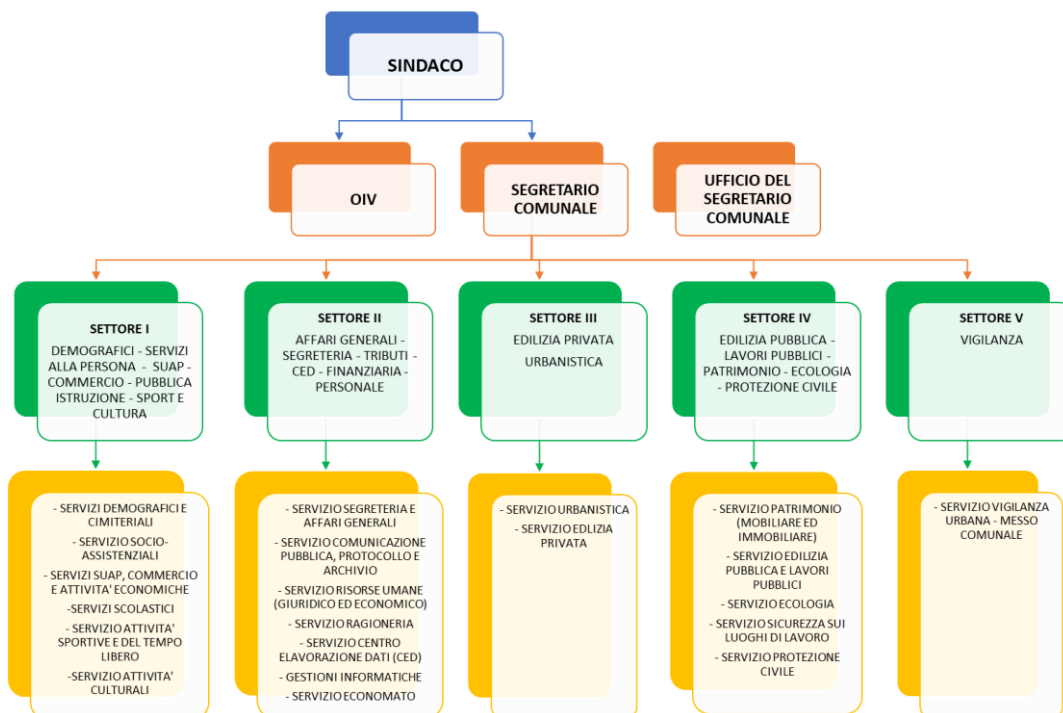 SINDACO
OIV
SEGRETARIO
COMUNALE
UFFICIO DEL
SEGRETARIO
COMUNALE
SETTORE I
DEMOGRAFICI - SERVIZI
ALLA PERSONA - SUAP -
COMMERCIO - PUBBLICA
ISTRUZIONE - SPORT E
CULTURA
SETTORE II
AFFARI GENERALI -
SEGRETERIA - TRIBUTI -
CED - FINANZIARIA -
PERSONALE
SETTORE III
EDILIZIA PRIVATA
URBANISTICA
SETTORE IV
EDILIZIA PUBBLICA -
LAVORI PUBBLICI -
PATRIMONIO - ECOLOGIA
- PROTEZIONE CIVILE
SETTORE V
VIGILANZA
- SERVIZI DEMOGRAFICI E
CIMITERIALI
- SERVIZIO SOCIO-
ASSISTENZIALI
- SERVIZI SUAP, COMMERCIO
E ATTIVITA' ECONOMICHE
-SERVIZI SCOLASTICI
- SERVIZIO ATTIVITA'
SPORTIVE E DEL TEMPO
LIBERO
-SERVIZIO ATTIVITA'
CULTURALI
- SERVIZIO SEGRETERIA E
AFFARI GENERALI
- SERVIZIO COMUNICAZIONE
PUBBLICA, PROTOCOLLO E
ARCHIVIO
- SERVIZIO RISORSE UMANE
(GIURIDICO ED ECONOMICO)
- SERVIZIO RAGIONERIA
- SERVIZIO CENTRO
ELAVORAZIONE DATI (CED)
- GESTIONI INFORMATICHE
- SERVIZIO ECONOMATO
- SERVIZIO URBANISTICA
- SERVIZIO EDLIZIA
PRIVATA
- SERVIZIO PATRIMONIO
(MOBILIARE ED
IMMOBILIARE)
- SERVIZIO EDILIZIA
PUBBLICA E LAVORI
PUBBLICI
- SERVIZIO ECOLOGIA
- SERVIZIO SICUREZZA SUI
LUOGHI DI LAVORO
- SERVIZIO PROTEZIONE
CIVILE
- SERVIZIO VIGILANZA
URBANA - MESSO
COMUNALE